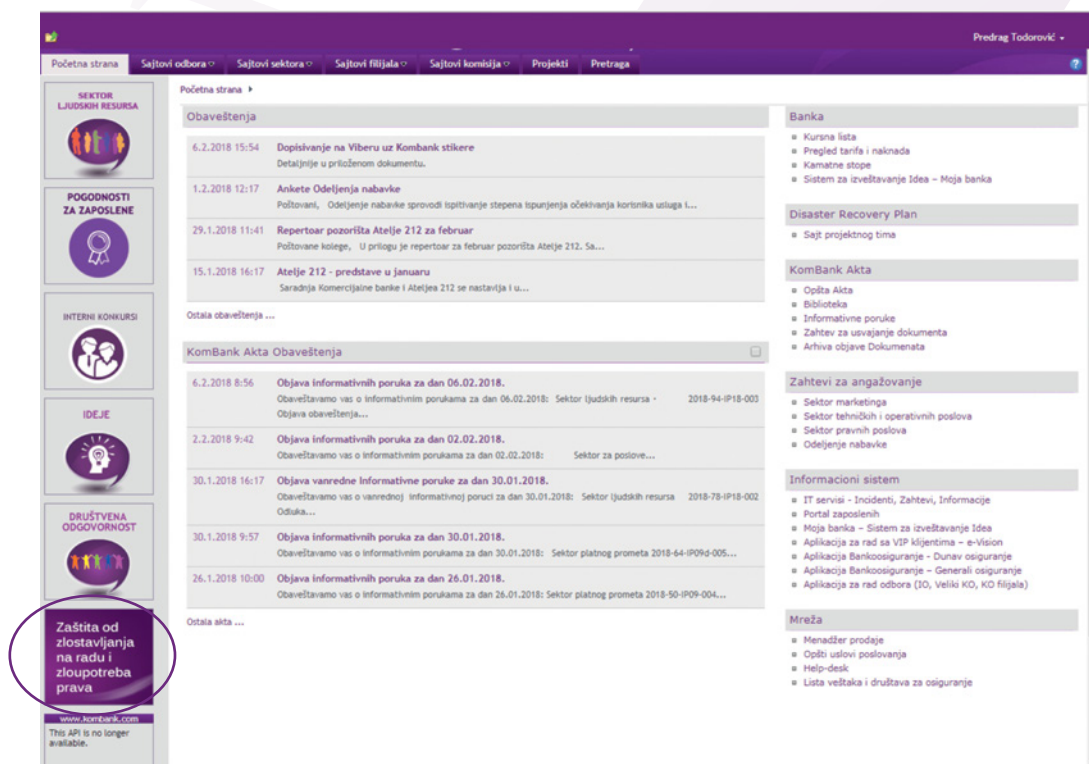 Predrag Todorović
Početna strana Sajtovi odbora Sajtovi sektora Sajtovi filijala Sajtovi komisija Projekti Pretraga
SEKTOR
LJUDSKIH RESURSA
POGODNOSTI
ZA ZAPOSLENE
INTERNI KONKURSI
IDEJE
DRUŠTVENA
ODGOVORNOST
Zaštita od
zlostavljanja
na radu i
zloupotreba
prava
www.kombank.com
This API is no longer
available.
Početna strana
Obaveštenja
6.2.2018 15:54 Dopisivanje na Viberu uz Kombank stikere
Detaljnije u priloženom dokumentu.
1.2.2018 12:17 Ankete Odeljenja nabavke
Poštovani, Odeljenje nabavke sprovodi ispitivanje stepena ispunjenja očekivanja korisnika usluga i...
29.1.2018 11:41 Repertoar pozorišta Atelje 212 za februar
Poštovane kolege, U prilogu je repertoar za februar pozorišta Atelje 212. Sa...
15.1.2018 16:17 Atelje 212 - predstave u januaru
Saradnja Komercijalne banke i Ateljea 212 se nastavlja i u...
Ostala obaveštenja ...
KomBank Akta Obaveštenja
6.2.2018 8:56 Objava informativnih poruka za dan 06.02.2018.
Obaveštavamo vas o informativnim porukama za dan 06.02.2018: Sektor ljudskih resursa - 2018-94-IP18-003
Objava obaveštenja...
2.2.2018 9:42 Objava informativnih poruka za dan 02.02.2018.
Obaveštavamo vas o informativnim porukama za dan 02.02.2018: Sektor za poslove...
30.1.2018 16:17 Objava vanredne informativne poruke za dan 30.01.2018.
Obaveštavamo vas o vanrednoj informativnoj poruci za dan 30.01.2018: Sektor ljudskih resursa 2018-78-IP18-002
Odluka...
30.1.2018 9:57 Objava informativnih poruka za dan 30.01.2018.
Obaveštavamo vas o informativnim porukama za dan 30.01.2018: Sektor platnog prometa 2018-64-IP09d-005...
26.1.2018 10:00 Objava informativnih poruka za dan 26.01.2018.
Obaveštavamo vas o informativnim porukama za dan 26.01.2018: Sektor platnog prometa 2018-50-IP09-004...
Ostala akta ...
Banka
Kursna lista
Pregled tarifa i naknada
Kamatne stope
Sistem za izveštavanje Idea – Moja banka
Disaster Recovery Plan
Sajt projektnog tima
KomBank Akta
Opšta Akta
Biblioteka
Informativne poruke
Zahtev za usvajanje dokumenta
Arhiva objave Dokumenata
Zahtevi za angažovanje
Sektor marketinga
Sektor tehničkih i operativnih poslova
Sektor pravnih poslova
Odeljenje nabavke
Informacioni sistem
IT servisi - Incidenti, Zahtevi, Informacije
Portal zaposlenih
Moja banka – Sistem za izveštavanje Idea
Aplikacija za rad sa VIP klijentima – e-Vision
Aplikacija Bankoosiguranje - Dunav osiguranje
Aplikacija Bankoosiguranje – Generali osiguranje
Aplikacija za rad odbora (IO, Veliki KO, KO filijala)
Mreža
Menadžer prodaje
Opšti uslovi poslovanja
Help-desk
Lista veštaka i društava za osiguranje